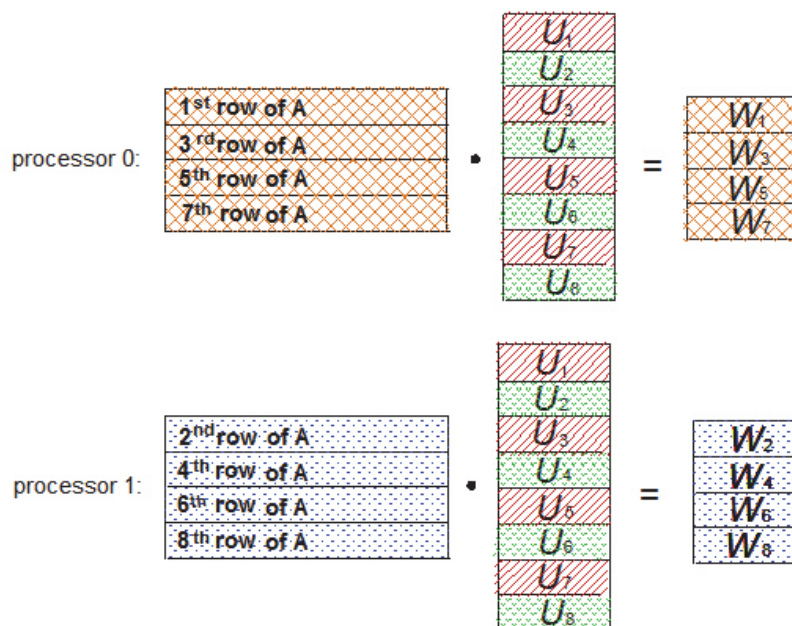 U₁
U₂
1ˢᵗ row of A U₃ W₁
3ʳᵈ row of A U₄ W₃
processor 0: • =
5ᵗʰ row of A U₅ W₅
7ᵗʰ row of A U₆ W₇
U₇
U₈
U₁
U₂
2ⁿᵈ row of A U₃ W₂
4ᵗʰ row of A U₄ W₄
processor 1: • =
6ᵗʰ row of A U₅ W₆
8ᵗʰ row of A U₆ W₈
U₇
U₈